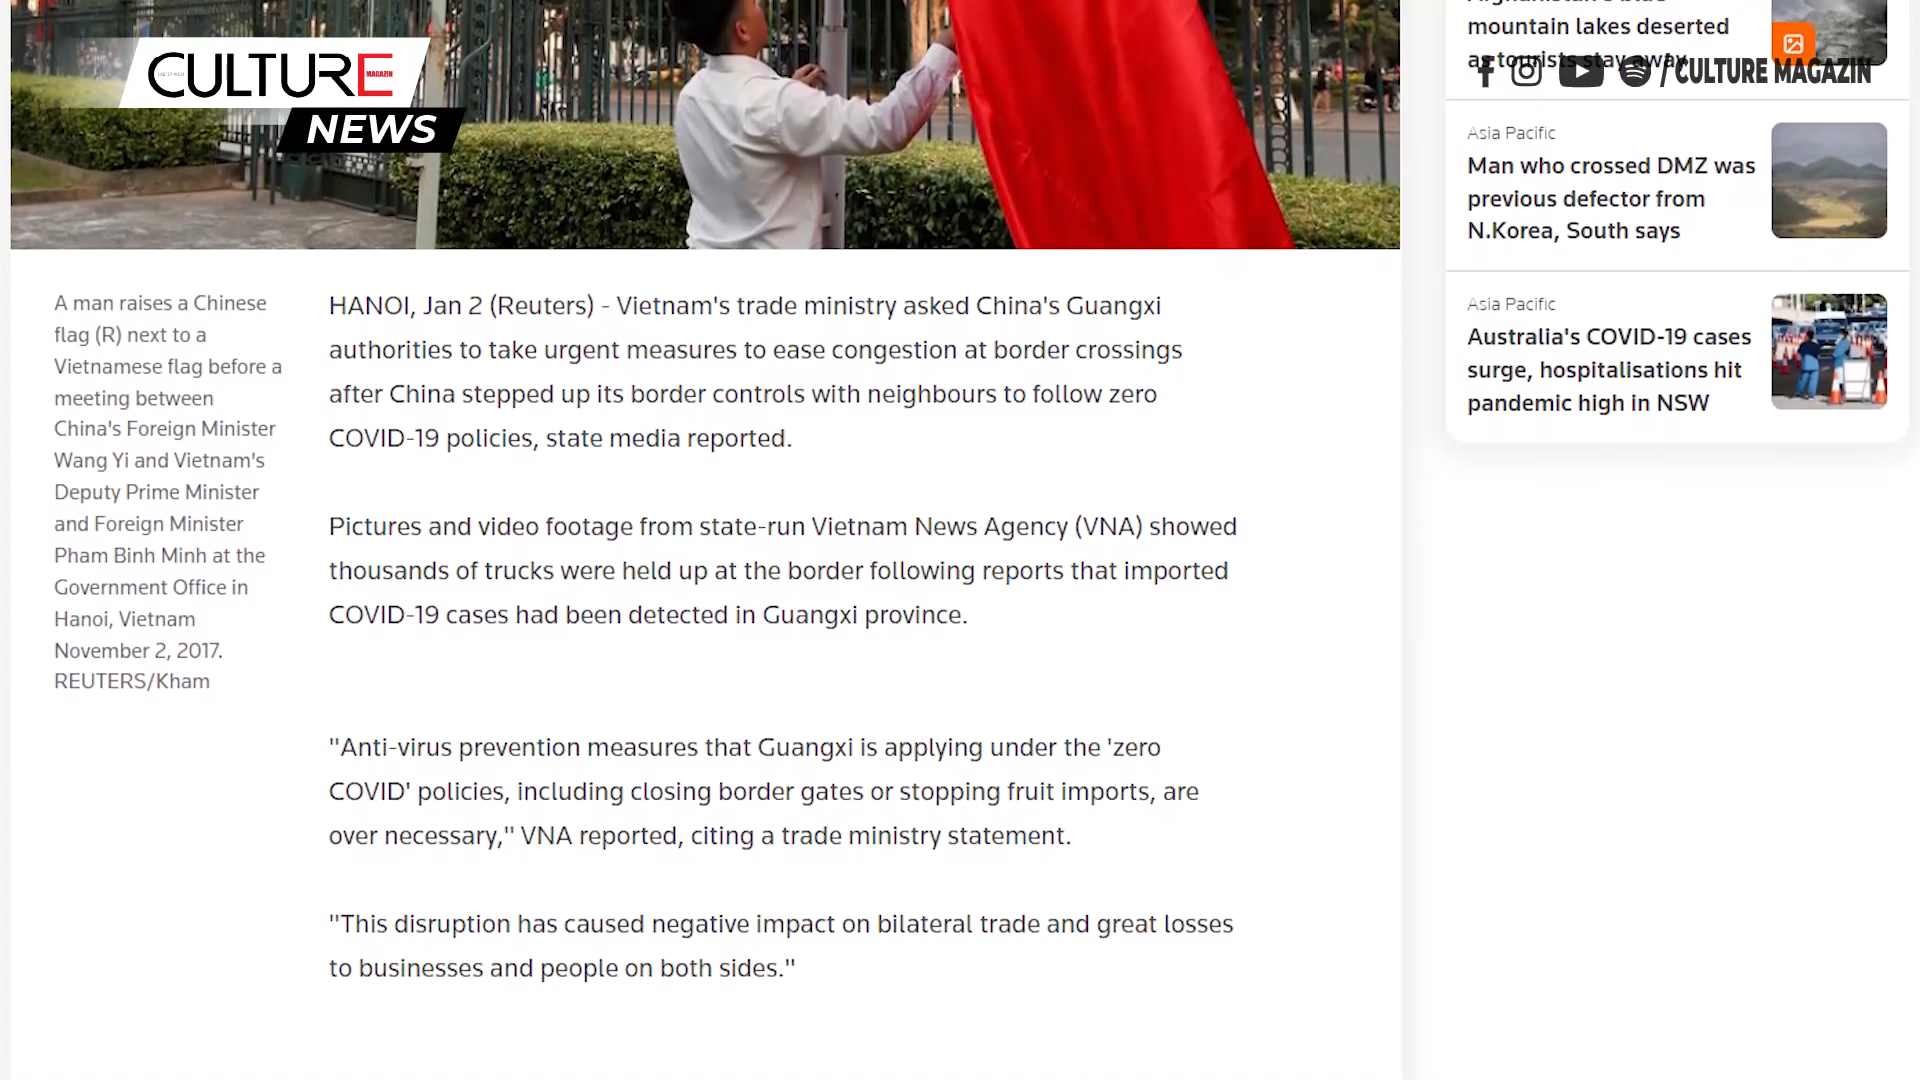 CULTURE
MAGAZIN
NEWS
/ CULTURE MAGAZIN
mountain lakes deserted
as tourists stay away
Asia Pacific
Man who crossed DMZ was
previous defector from
N.Korea, South says
Asia Pacific
Australia's COVID-19 cases
surge, hospitalisations hit
pandemic high in NSW
A man raises a Chinese
flag (R) next to a
Vietnamese flag before a
meeting between
China's Foreign Minister
Wang Yi and Vietnam's
Deputy Prime Minister
and Foreign Minister
Pham Binh Minh at the
Government Office in
Hanoi, Vietnam
November 2, 2017.
REUTERS/Kham
HANOI, Jan 2 (Reuters) - Vietnam's trade ministry asked China's Guangxi
authorities to take urgent measures to ease congestion at border crossings
after China stepped up its border controls with neighbours to follow zero
COVID-19 policies, state media reported.
Pictures and video footage from state-run Vietnam News Agency (VNA) showed
thousands of trucks were held up at the border following reports that imported
COVID-19 cases had been detected in Guangxi province.
"Anti-virus prevention measures that Guangxi is applying under the 'zero
COVID' policies, including closing border gates or stopping fruit imports, are
over necessary," VNA reported, citing a trade ministry statement.
"This disruption has caused negative impact on bilateral trade and great losses
to businesses and people on both sides."